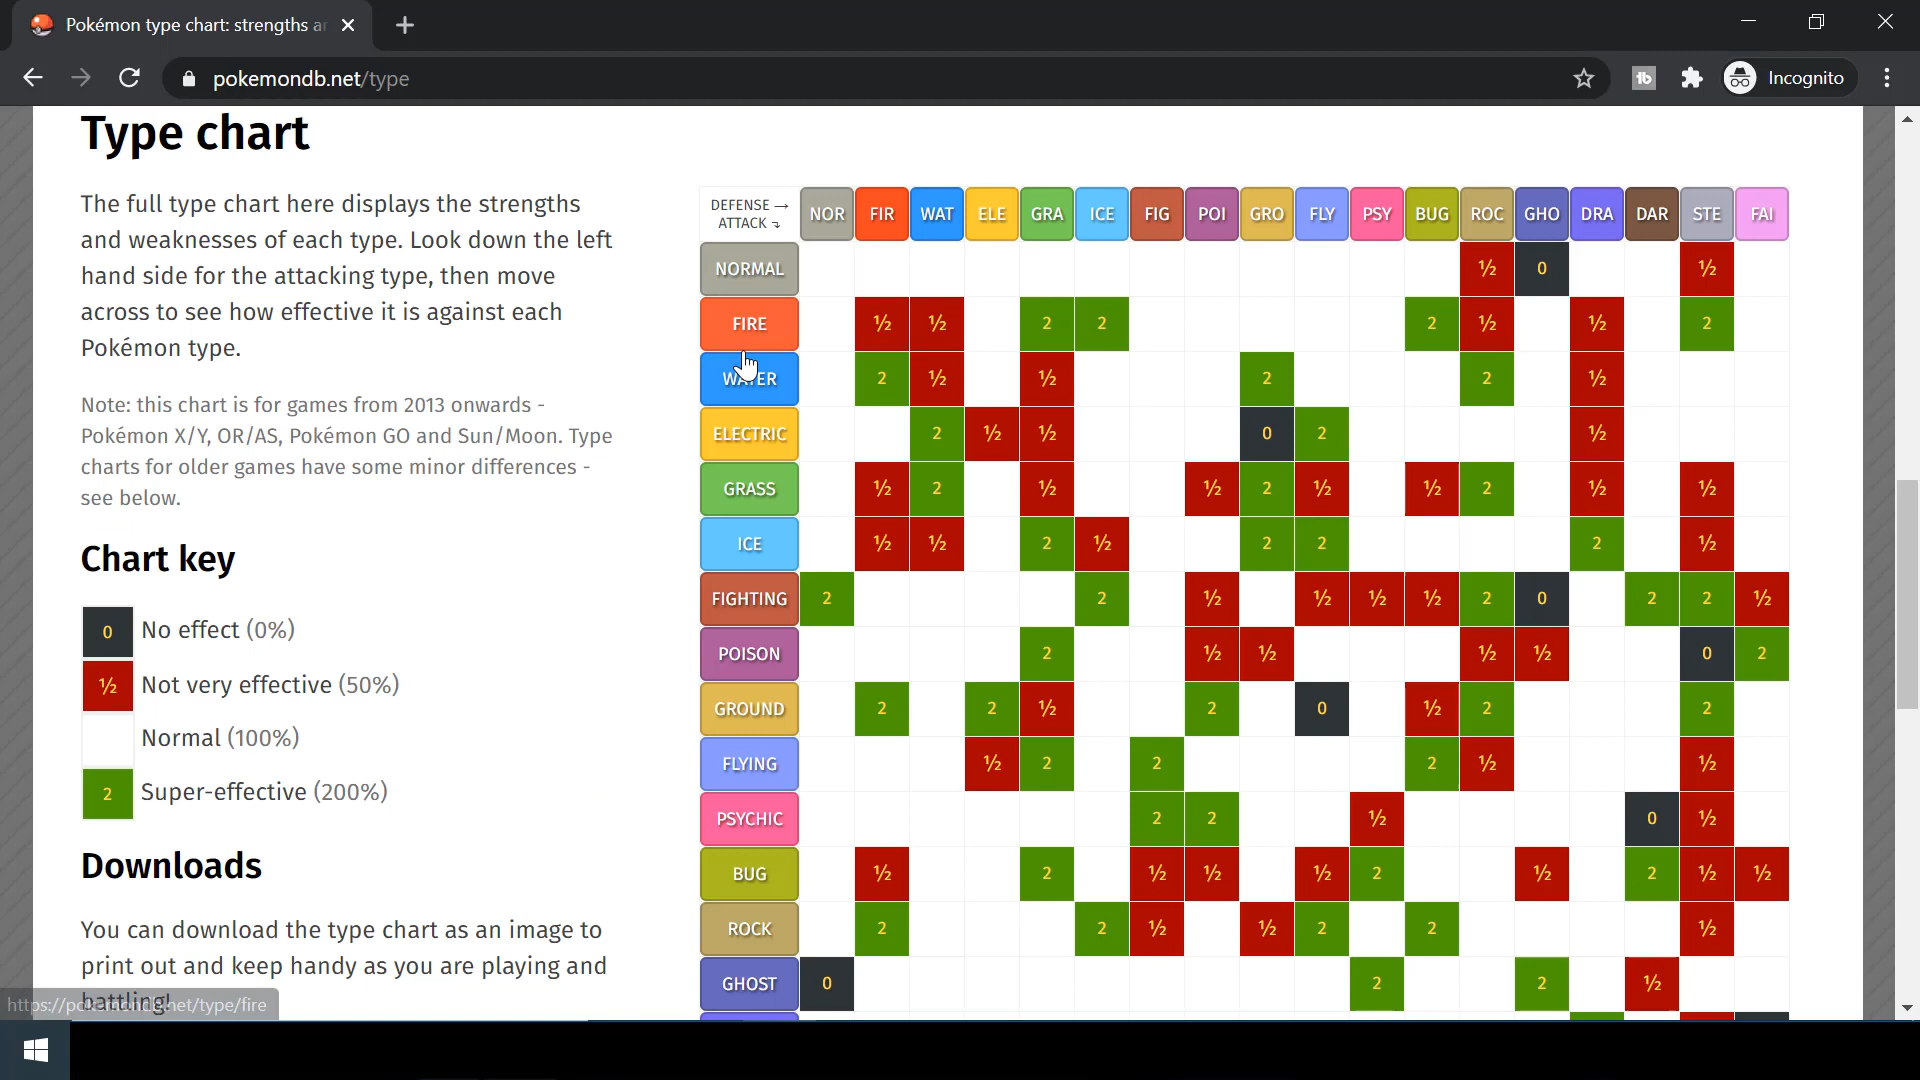 Pokémon type chart: strengths a
pokemondb.net/type
Incognito
Type chart
The full type chart here displays the strengths
and weaknesses of each type. Look down the left
hand side for the attacking type, then move
across to see how effective it is against each
Pokémon type.
Note: this chart is for games from 2013 onwards -
Pokémon X/Y, OR/AS, Pokémon GO and Sun/Moon. Type
charts for older games have some minor differences -
see below.
Chart key
0 No effect (0%)
½ Not very effective (50%)
Normal (100%)
2 Super-effective (200%)
Downloads
You can download the type chart as an image to
print out and keep handy as you are playing and
battling!
https://pokemondb.net/type/fire
DEFENSE → NOR FIR WAT ELE GRA ICE FIG POI GRO FLY PSY BUG ROC GHO DRA DAR STE FAI
ATTACK ↴
NORMAL ½ 0 ½
FIRE ½ ½ 2 2 2 ½ ½ 2
WATER 2 ½ ½ 2 2 ½
ELECTRIC 2 ½ ½ 0 2 ½
GRASS ½ 2 ½ ½ 2 ½ ½ 2 ½ ½
ICE ½ ½ 2 ½ 2 2 2 ½
FIGHTING 2 2 ½ ½ ½ ½ 2 0 2 2 ½
POISON 2 ½ ½ ½ ½ 0 2
GROUND 2 2 ½ 2 0 ½ 2 2
FLYING ½ 2 2 2 ½ ½
PSYCHIC 2 2 ½ 0 ½
BUG ½ 2 ½ ½ ½ 2 ½ 2 ½ ½
ROCK 2 2 ½ ½ 2 2 ½
GHOST 0 2 2 ½